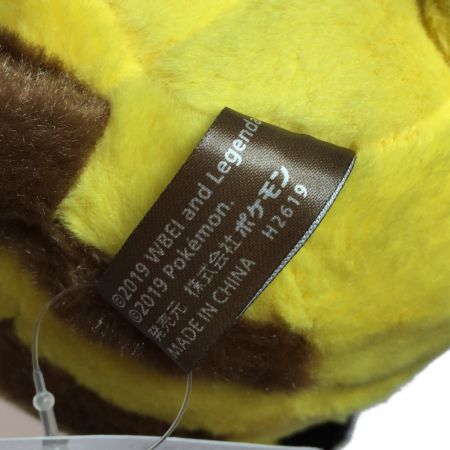 ©2019 WBEI and Legenda
©2019 Pokémon.
発売元 株式会社ポケモン
MADE IN CHINA H2619